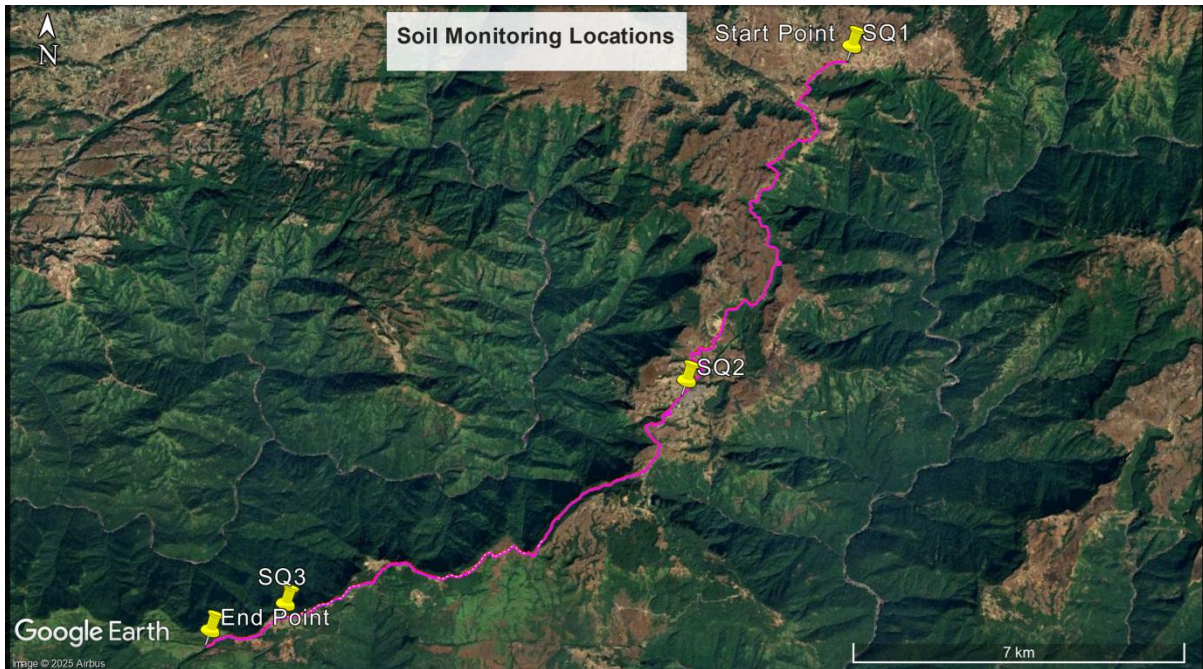 N
Soil Monitoring Locations
Start Point
SQ1
SQ2
SQ3
End Point
Google Earth
Image © 2025 Airbus
7 km